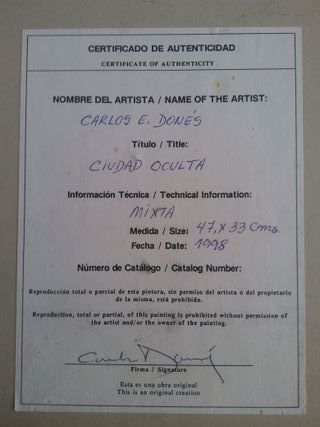 CERTIFICADO DE AUTENTICIDAD
CERTIFICATE OF AUTHENTICITY
NOMBRE DEL ARTISTA / NAME OF THE ARTIST:
CARLOS E. DONÉS
Título / Title:
CIUDAD OCULTA
Información Técnica / Technical Information:
MIXTA
Medida / Size: 47, X 33 Cms
Fecha / Date: 1998
Número de Catálogo / Catalog Number:
Reproducción total o parcial de esta pintura, sin permiso del artista ó del propietario
de la misma, está prohibida.
Reproduction, total or partial, of this painting is prohibited without permission of
the artist and/or the owner of the painting.
Firma / Signature
Esta es una obra original
This is an original creation